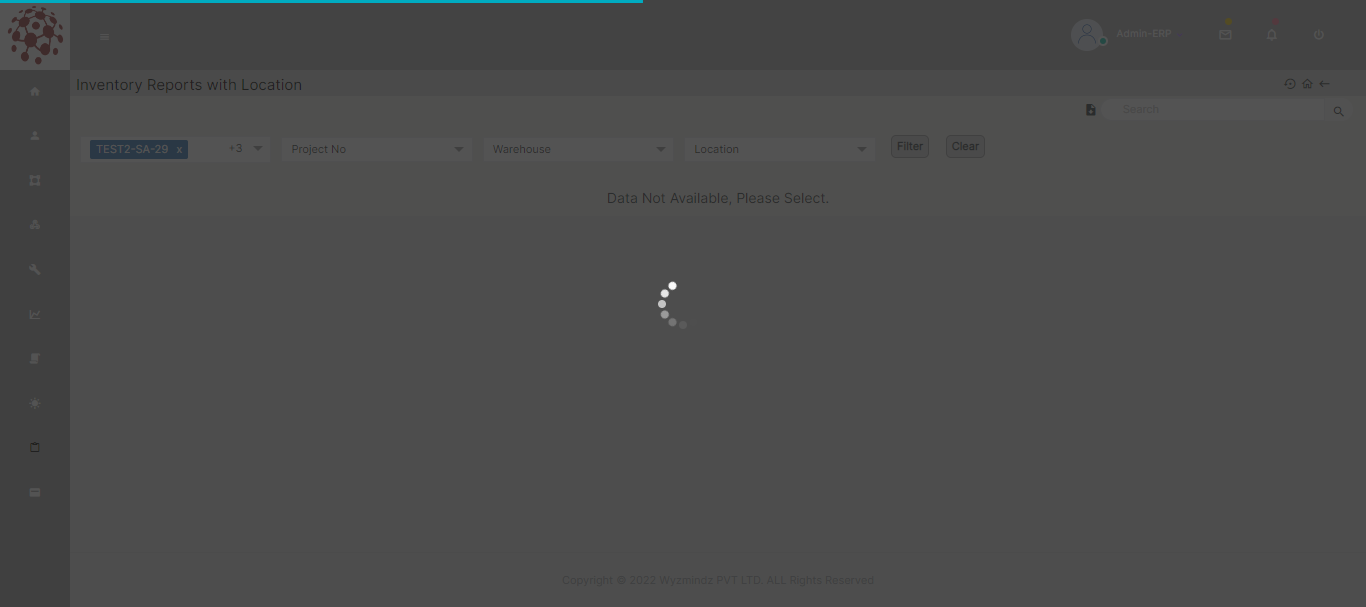 Admin-ERP
Inventory Reports with Location
Search
TEST2-SA-29 x +3 Project No Warehouse Location Filter Clear
Data Not Available, Please Select.
Copyright © 2022 Wyzmindz PVT LTD. ALL Rights Reserved